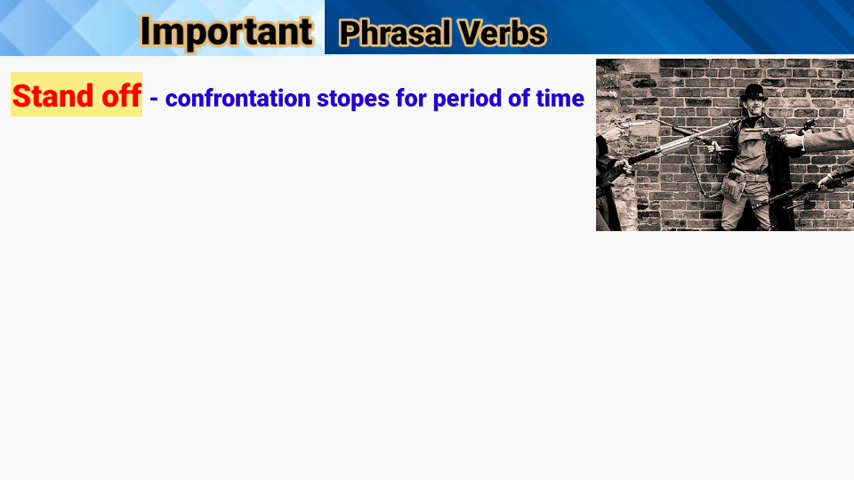 Important Phrasal Verbs
Stand off - confrontation stopes for period of time